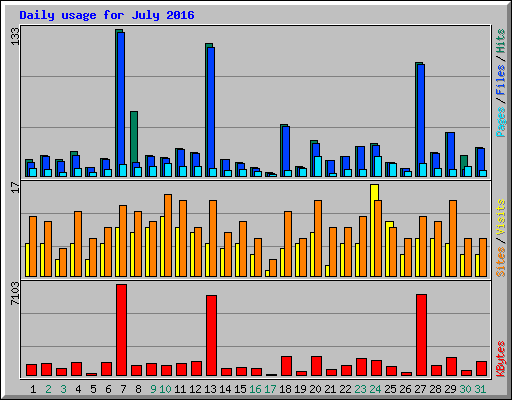 Daily usage for July 2016
133
Pages / Files / Hits
17
Sites / Visits
7103
KBytes
1 2 3 4 5 6 7 8 9 10 11 12 13 14 15 16 17 18 19 20 21 22 23 24 25 26 27 28 29 30 31